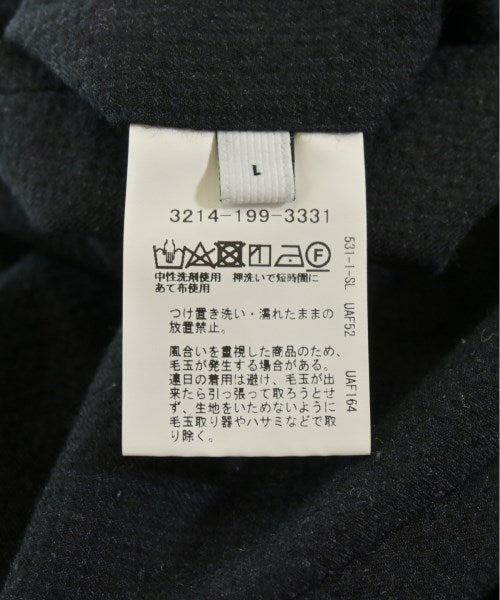 L
3214-199-3331
F
中性洗剤使用 押洗いで短時間に
あて布使用
つけ置き洗い・濡れたままの
放置禁止。
風合いを重視した商品のため、
毛玉が発生する場合がある。
連日の着用は避け、毛玉が出
来たら引っ張って取ろうとせ
ず、生地をいためないように
毛玉取り器やハサミなどで取
り除く。
531-1-SL UAF52 UAF164